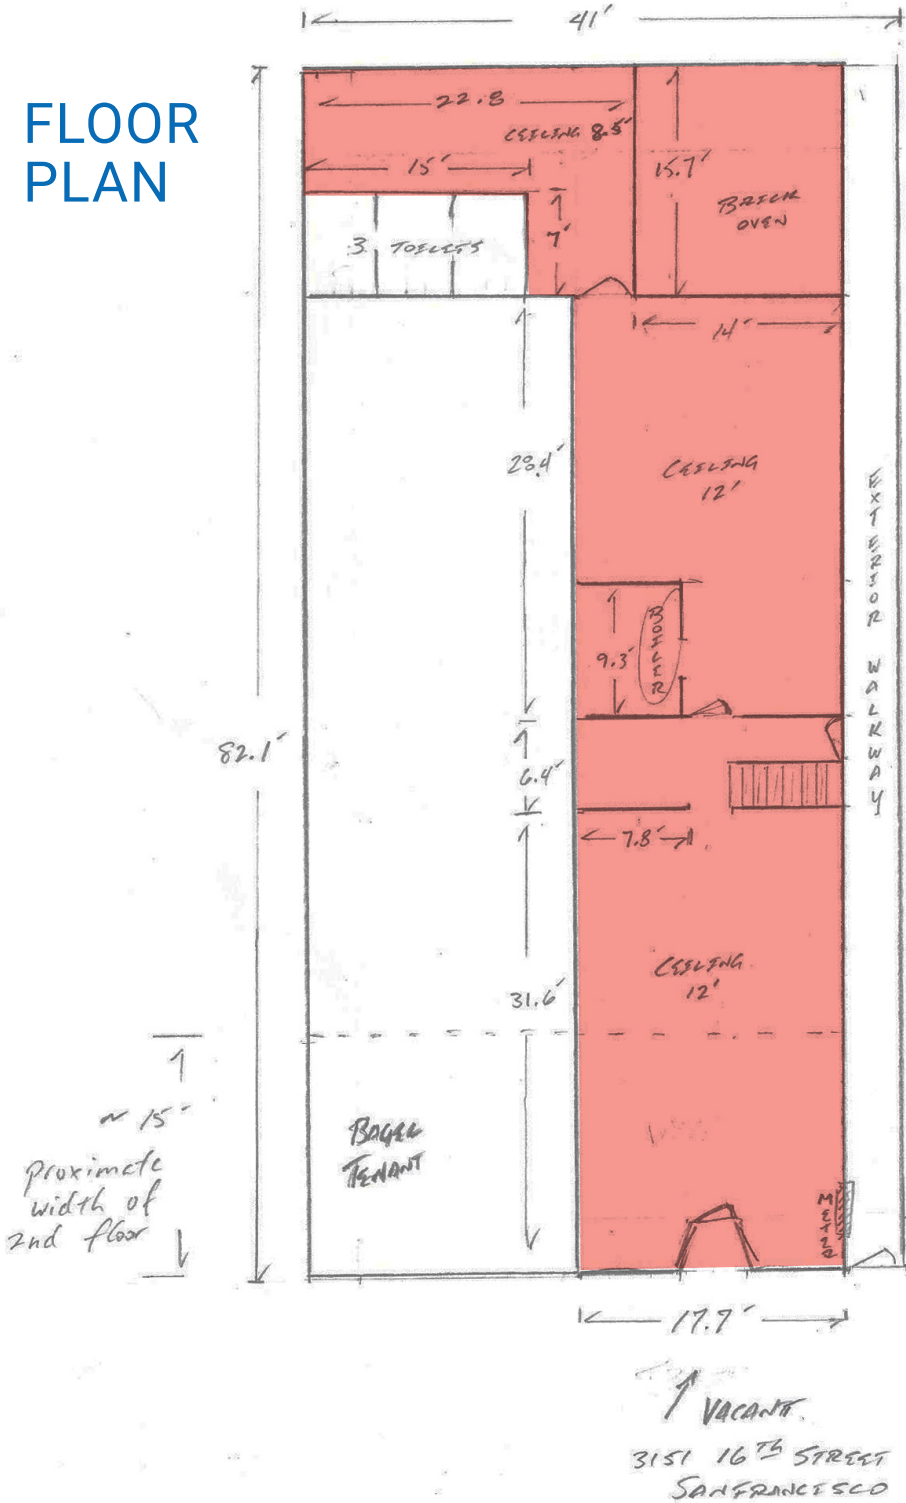 41'
FLOOR
PLAN
22.8
CEILING 8.5'
15'
15.7'
BRICK
OVEN
7'
3 TOILETS
14'
28.4'
CEILING
12'
EXTERIOR WALKWAY
BOILER
9.3'
82.1'
6.4'
7.8'
CEILING
12'
31.6'
~ 15'
proximate
width of
2nd floor
BAGEL
TENANT
METER
17.7'
VACANT.
3151 16TH STREET
SANFRANCISCO